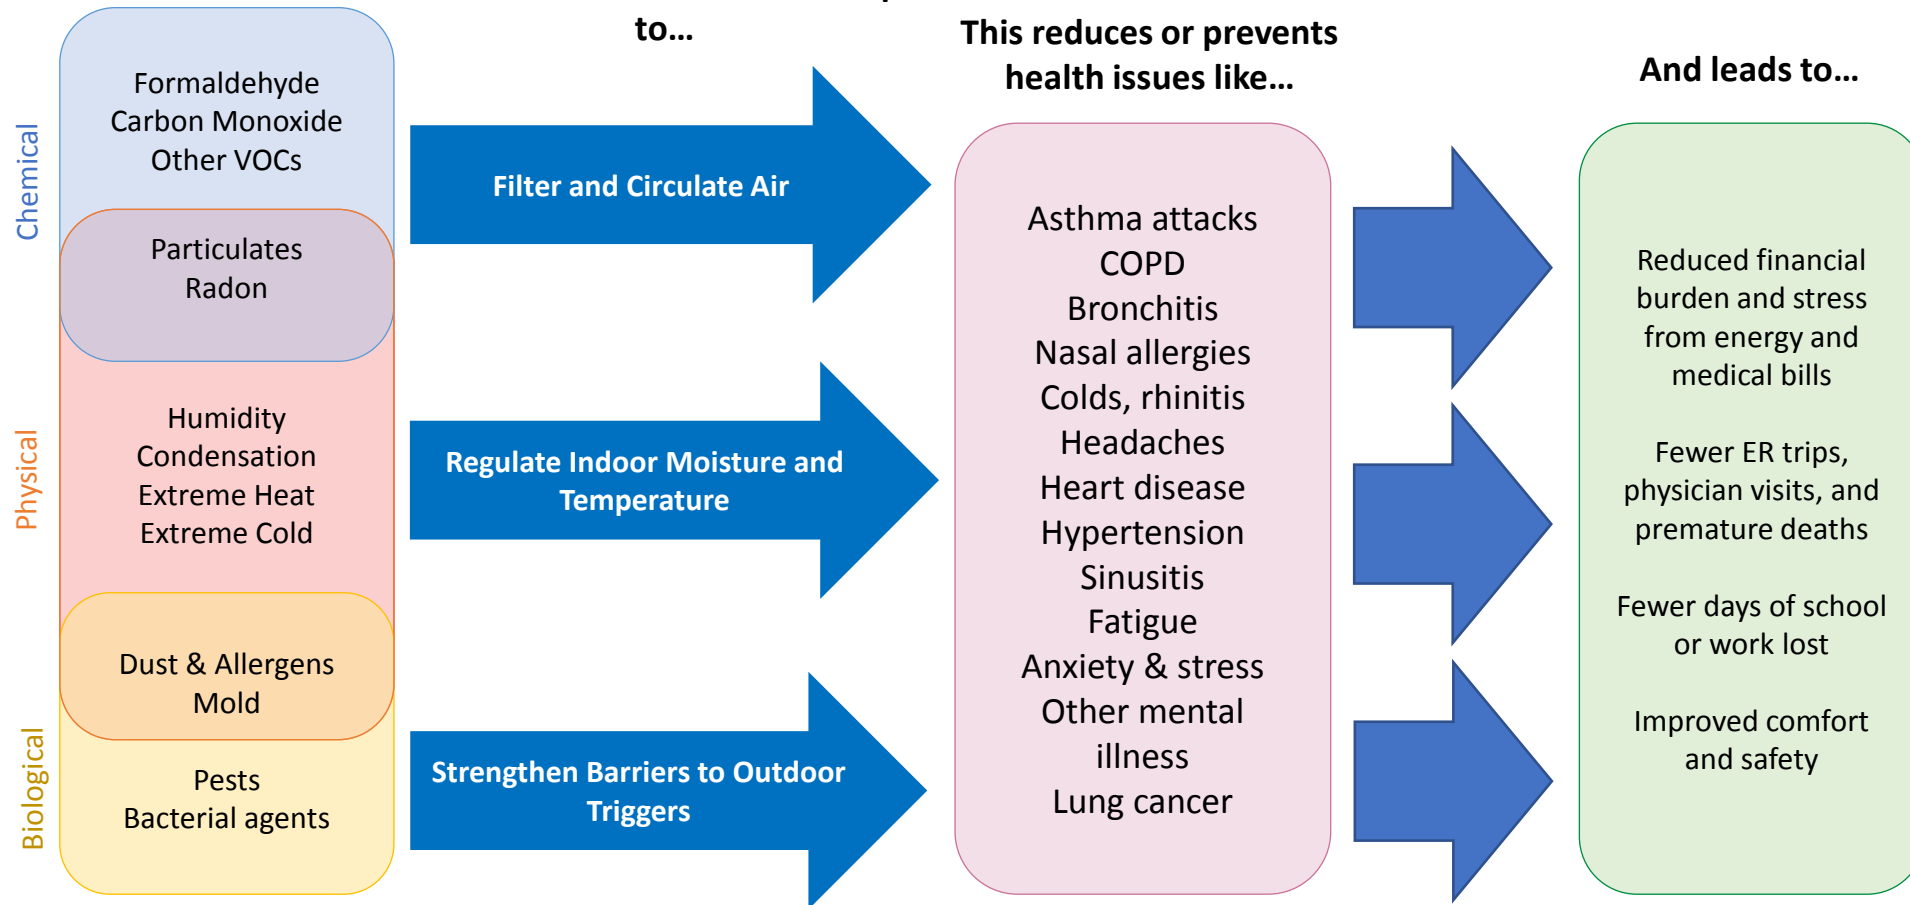 to…
This reduces or prevents
health issues like…
And leads to…
Chemical
Formaldehyde
Carbon Monoxide
Other VOCs
Particulates
Radon
Physical
Humidity
Condensation
Extreme Heat
Extreme Cold
Dust & Allergens
Mold
Biological
Pests
Bacterial agents
Filter and Circulate Air
Regulate Indoor Moisture and
Temperature
Strengthen Barriers to Outdoor
Triggers
Asthma attacks
COPD
Bronchitis
Nasal allergies
Colds, rhinitis
Headaches
Heart disease
Hypertension
Sinusitis
Fatigue
Anxiety & stress
Other mental
illness
Lung cancer
Reduced financial
burden and stress
from energy and
medical bills
Fewer ER trips,
physician visits, and
premature deaths
Fewer days of school
or work lost
Improved comfort
and safety